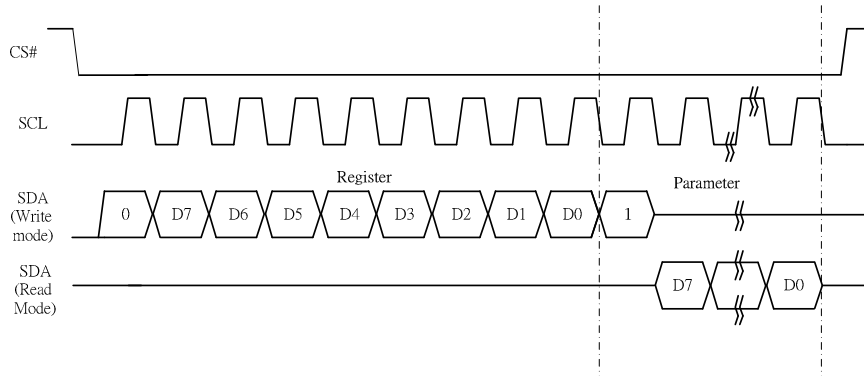 CS#
SCL
Register
Parameter
SDA
(Write
mode)
0 D7 D6 D5 D4 D3 D2 D1 D0 1
SDA
(Read
Mode)
D7 D0